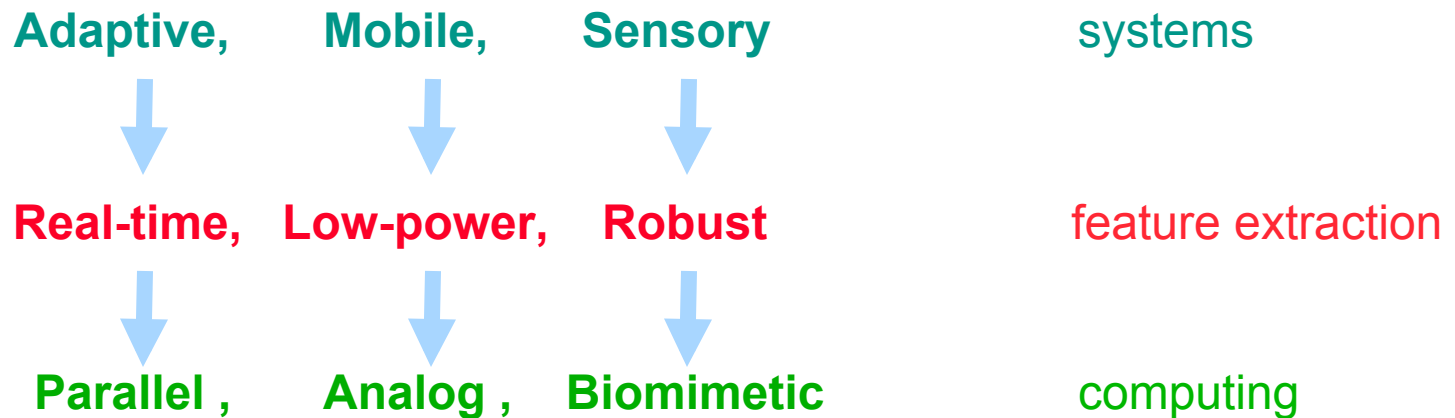 Adaptive, Mobile, Sensory systems
Real-time, Low-power, Robust feature extraction
Parallel , Analog , Biomimetic computing